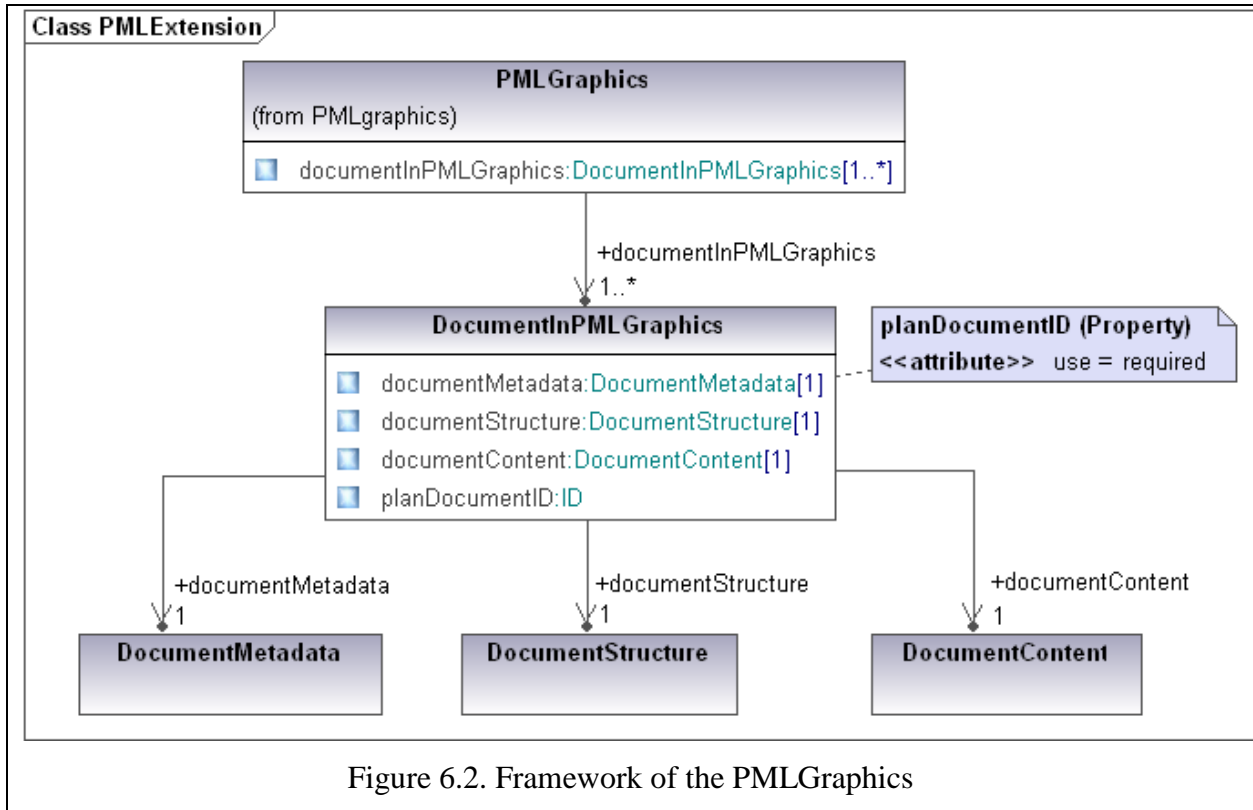 Class PMLExtension
PMLGraphics
(from PMLgraphics)
documentInPMLGraphics:DocumentInPMLGraphics[1..*]
+documentInPMLGraphics
1..*
DocumentInPMLGraphics
documentMetadata:DocumentMetadata[1]
documentStructure:DocumentStructure[1]
documentContent:DocumentContent[1]
planDocumentID:ID
planDocumentID (Property)
<<attribute>> use = required
+documentMetadata
1
+documentStructure
1
+documentContent
1
DocumentMetadata
DocumentStructure
DocumentContent
Figure 6.2. Framework of the PMLGraphics